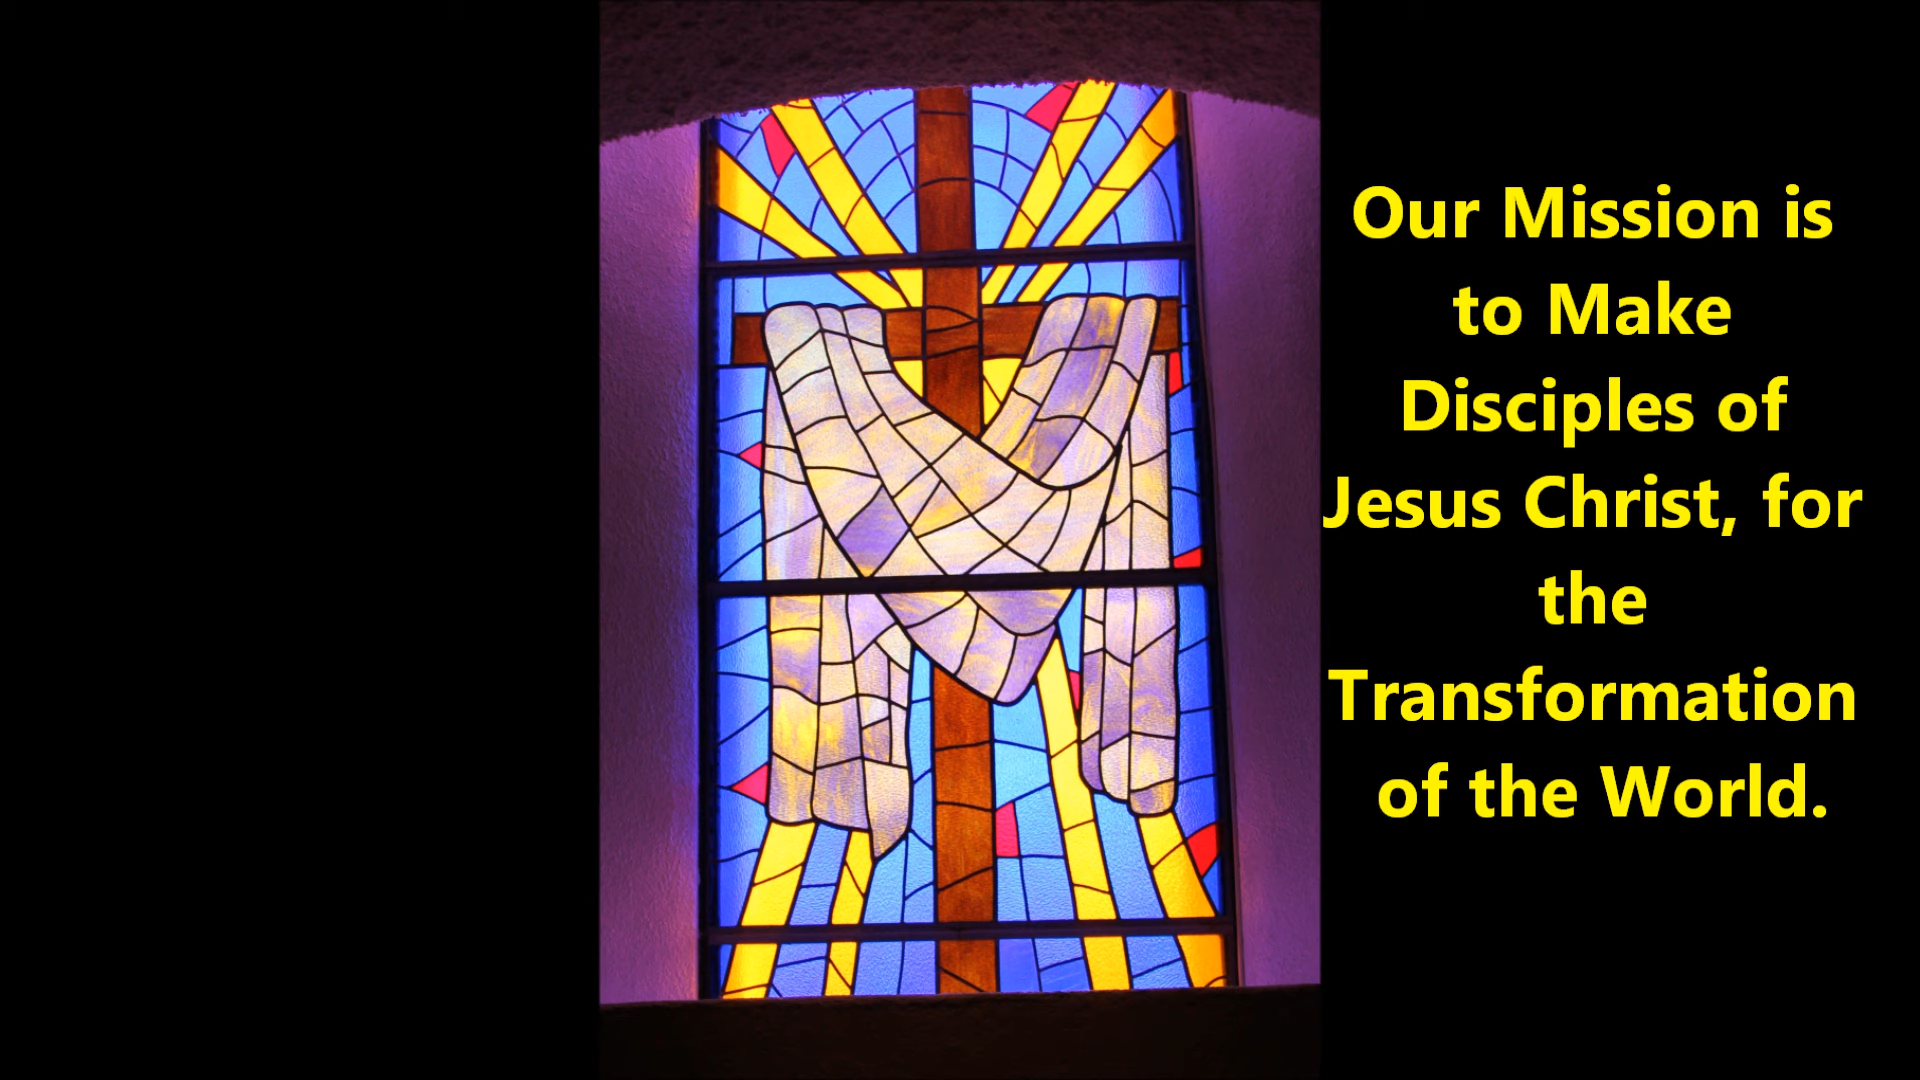 Our Mission is
to Make
Disciples of
Jesus Christ, for
the
Transformation
of the World.